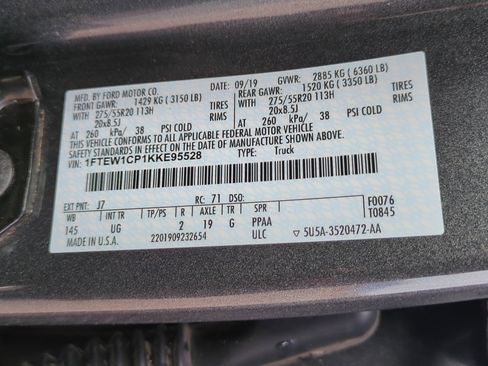 MFD. BY FORD MOTOR CO. 09/19 GVWR: 2885 KG ( 6360 LB)
FRONT GAWR: 1429 KG ( 3150 LB) REAR GAWR: 1520 KG ( 3350 LB)
WITH 275/55R20 113H TIRES WITH 275/55R20 113H TIRES
20x8.5J RIMS 20x8.5J RIMS
AT 260 kPa/ 38 PSI COLD AT 260 kPa/ 38 PSI COLD
THIS VEHICLE CONFORMS TO ALL APPLICABLE FEDERAL MOTOR VEHICLE
SAFETY STANDARDS IN EFFECT ON THE DATE OF MANUFACTURE SHOWN ABOVE.
VIN: 1FTEW1CP1KKE95528 TYPE: Truck
EXT PNT: J7 RC: 71 DSO: F0076
WB INT TR TP/PS R AXLE TR SPR T0845
145 UG 2 19 G PPAA
MADE IN U.S.A. 2201909232654 ULC ▽ 5U5A-3520472-AA